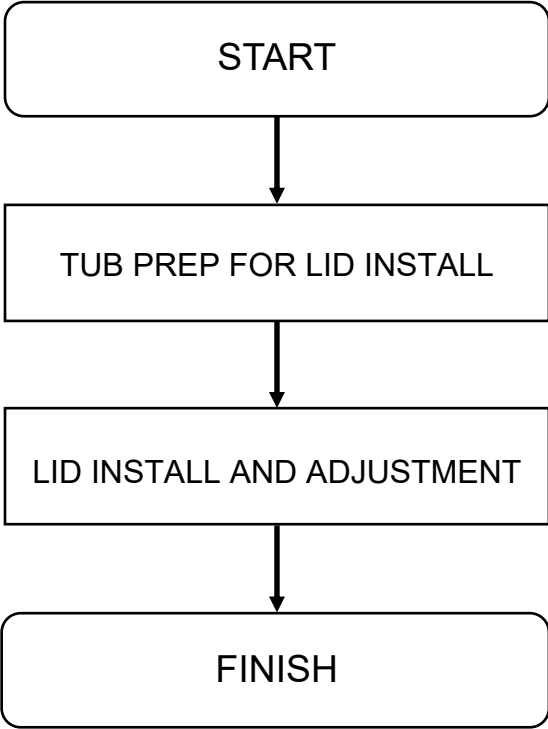 START
TUB PREP FOR LID INSTALL
LID INSTALL AND ADJUSTMENT
FINISH